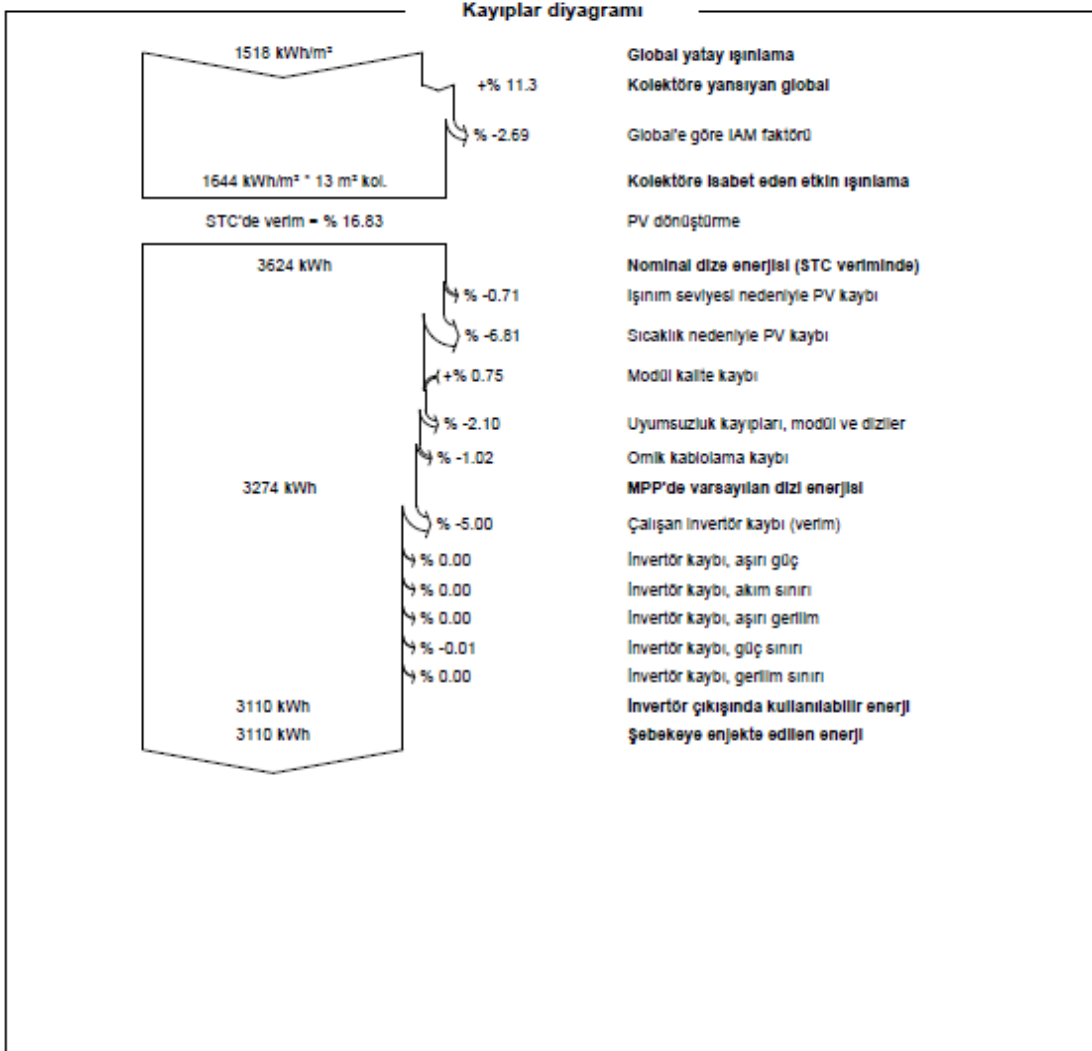 Kayıplar diyagramı
1518 kWh/m² Global yatay ışınlama
+% 11.3 Kolektöre yansıyan global
% -2.69 Global'e göre IAM faktörü
1644 kWh/m² * 13 m² kol. Kolektöre isabet eden etkin ışınlama
STC'de verim = % 16.83 PV dönüştürme
3624 kWh Nominal dize enerjisi (STC veriminde)
% -0.71 Işınım seviyesi nedeniyle PV kaybı
% -6.81 Sıcaklık nedeniyle PV kaybı
+% 0.75 Modül kalite kaybı
% -2.10 Uyumsuzluk kayıpları, modül ve diziler
% -1.02 Omik kablolama kaybı
3274 kWh MPP'de varsayılan dizi enerjisi
% -5.00 Çalışan invertör kaybı (verim)
% 0.00 İnvertör kaybı, aşırı güç
% 0.00 İnvertör kaybı, akım sınırı
% 0.00 İnvertör kaybı, aşırı gerilim
% -0.01 İnvertör kaybı, güç sınırı
% 0.00 İnvertör kaybı, gerilim sınırı
3110 kWh İnvertör çıkışında kullanılabilir enerji
3110 kWh Şebekeye enjekte edilen enerji